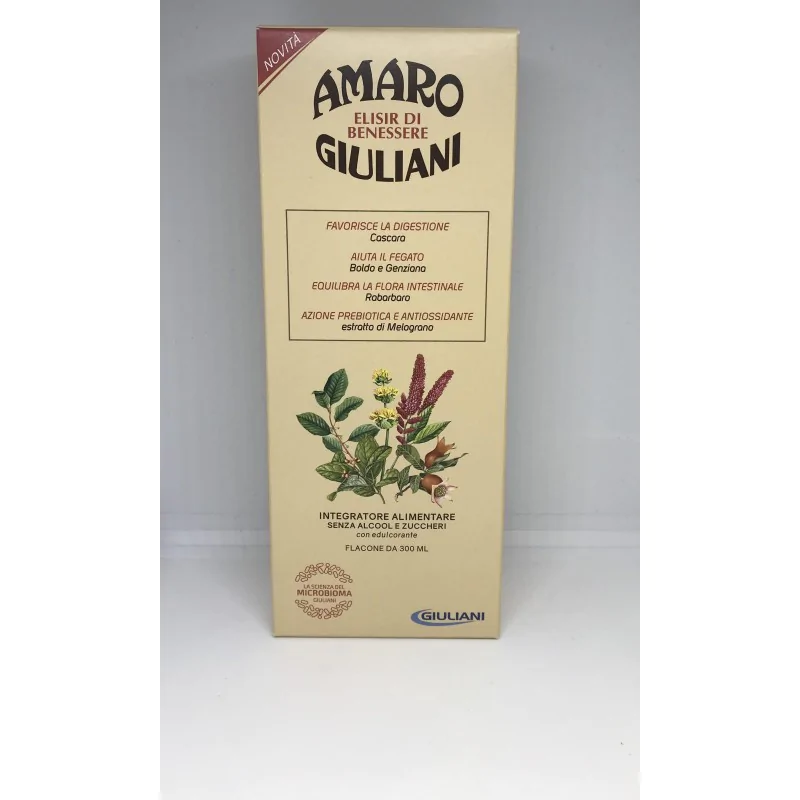 NOVITÀ
AMARO
ELISIR DI
BENESSERE
GIULIANI
FAVORISCE LA DIGESTIONE
Cascara
AIUTA IL FEGATO
Boldo e Genziana
EQUILIBRA LA FLORA INTESTINALE
Rabarbaro
AZIONE PREBIOTICA E ANTIOSSIDANTE
estratto di Melograno
INTEGRATORE ALIMENTARE
SENZA ALCOOL E ZUCCHERI
con edulcorante
FLACONE DA 300 ML
LA SCIENZA DEL
MICROBIOMA
GIULIANI
GIULIANI